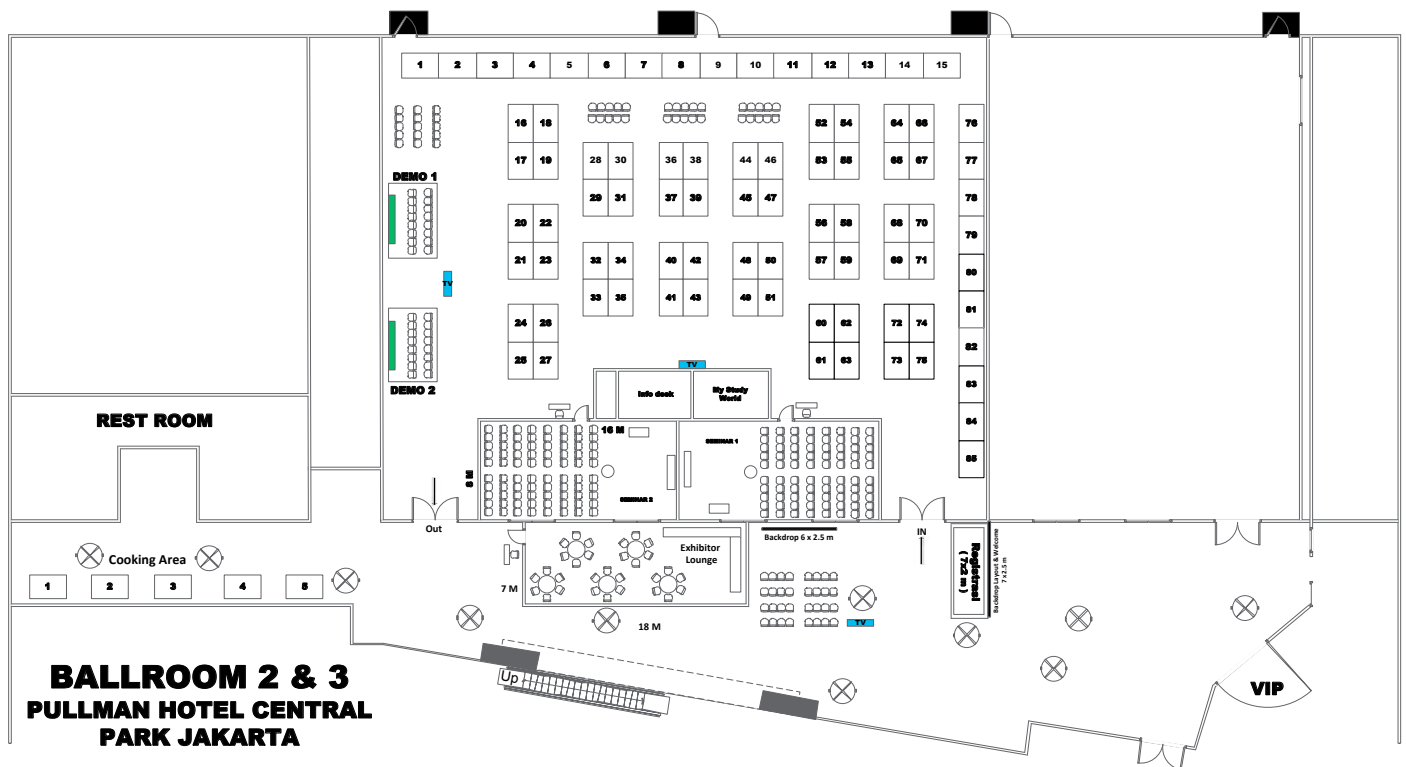 1 2 3 4 5 6 7 8 9 10 11 12 13 14 15
16 18 52 54 64 66 76
17 19 28 30 36 38 44 46 53 55 65 67 77
DEMO 1
29 31 37 39 45 47 78
20 22 56 58 68 70 79
21 23 32 34 40 42 48 50 57 59 69 71 80
TV
33 35 41 43 49 51 81
24 26 60 62 72 74
25 27 61 63 73 75 82
TV
DEMO 2
Info desk
My Study
World
83
REST ROOM
84
16 M
SEMINAR 1
85
8 M
SEMINAR 2
Out
IN
Backdrop 6 x 2.5 m
Exhibitor
Lounge
Registrasi
( 7x2 m )
Backdrop Layout & Welcome
7 x 2.5 m
Cooking Area
1 2 3 4 5
7 M
18 M
TV
Up
VIP
BALLROOM 2 & 3
PULLMAN HOTEL CENTRAL
PARK JAKARTA